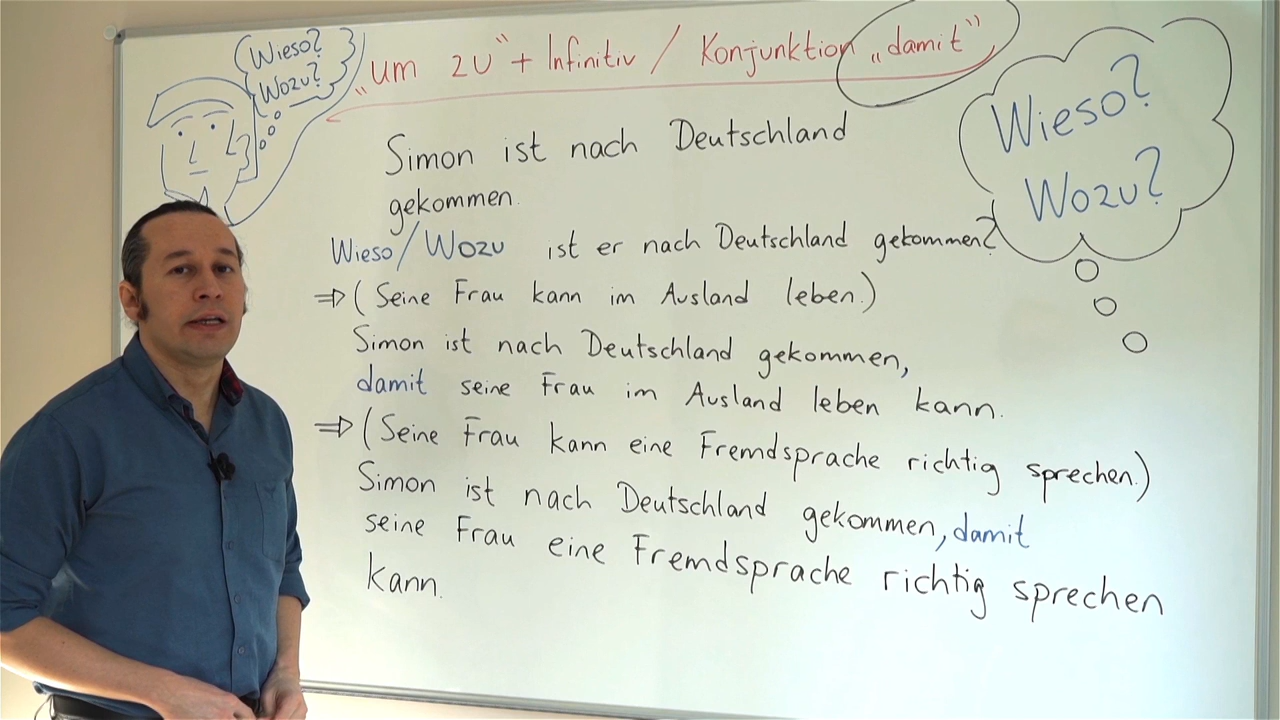 Wieso?
Wozu?
„um zu" + Infinitiv / Konjunktion „damit"
Wieso?
Wozu?
Simon ist nach Deutschland
gekommen.
Wieso/Wozu ist er nach Deutschland gekommen?
⇒ (Seine Frau kann im Ausland leben.)
Simon ist nach Deutschland gekommen,
damit seine Frau im Ausland leben kann.
⇒ (Seine Frau kann eine Fremdsprache richtig sprechen.)
Simon ist nach Deutschland gekommen, damit
seine Frau eine Fremdsprache richtig sprechen
kann.